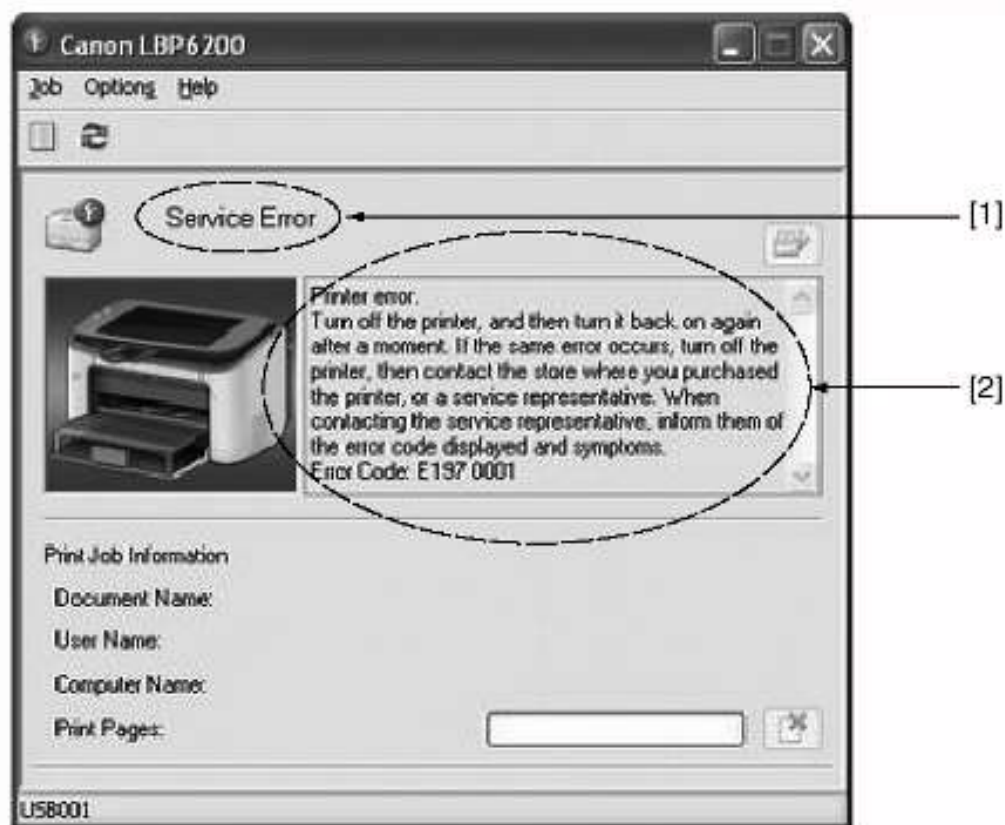 Canon LBP6200
Job Options Help
Service Error
[1]
Printer error.
Turn off the printer, and then turn it back on again
after a moment. If the same error occurs, turn off the
printer, then contact the store where you purchased
the printer, or a service representative. When
contacting the service representative, inform them of
the error code displayed and symptoms.
Error Code: E197 0001
[2]
Print Job Information
Document Name:
User Name:
Computer Name:
Print Pages:
USB001